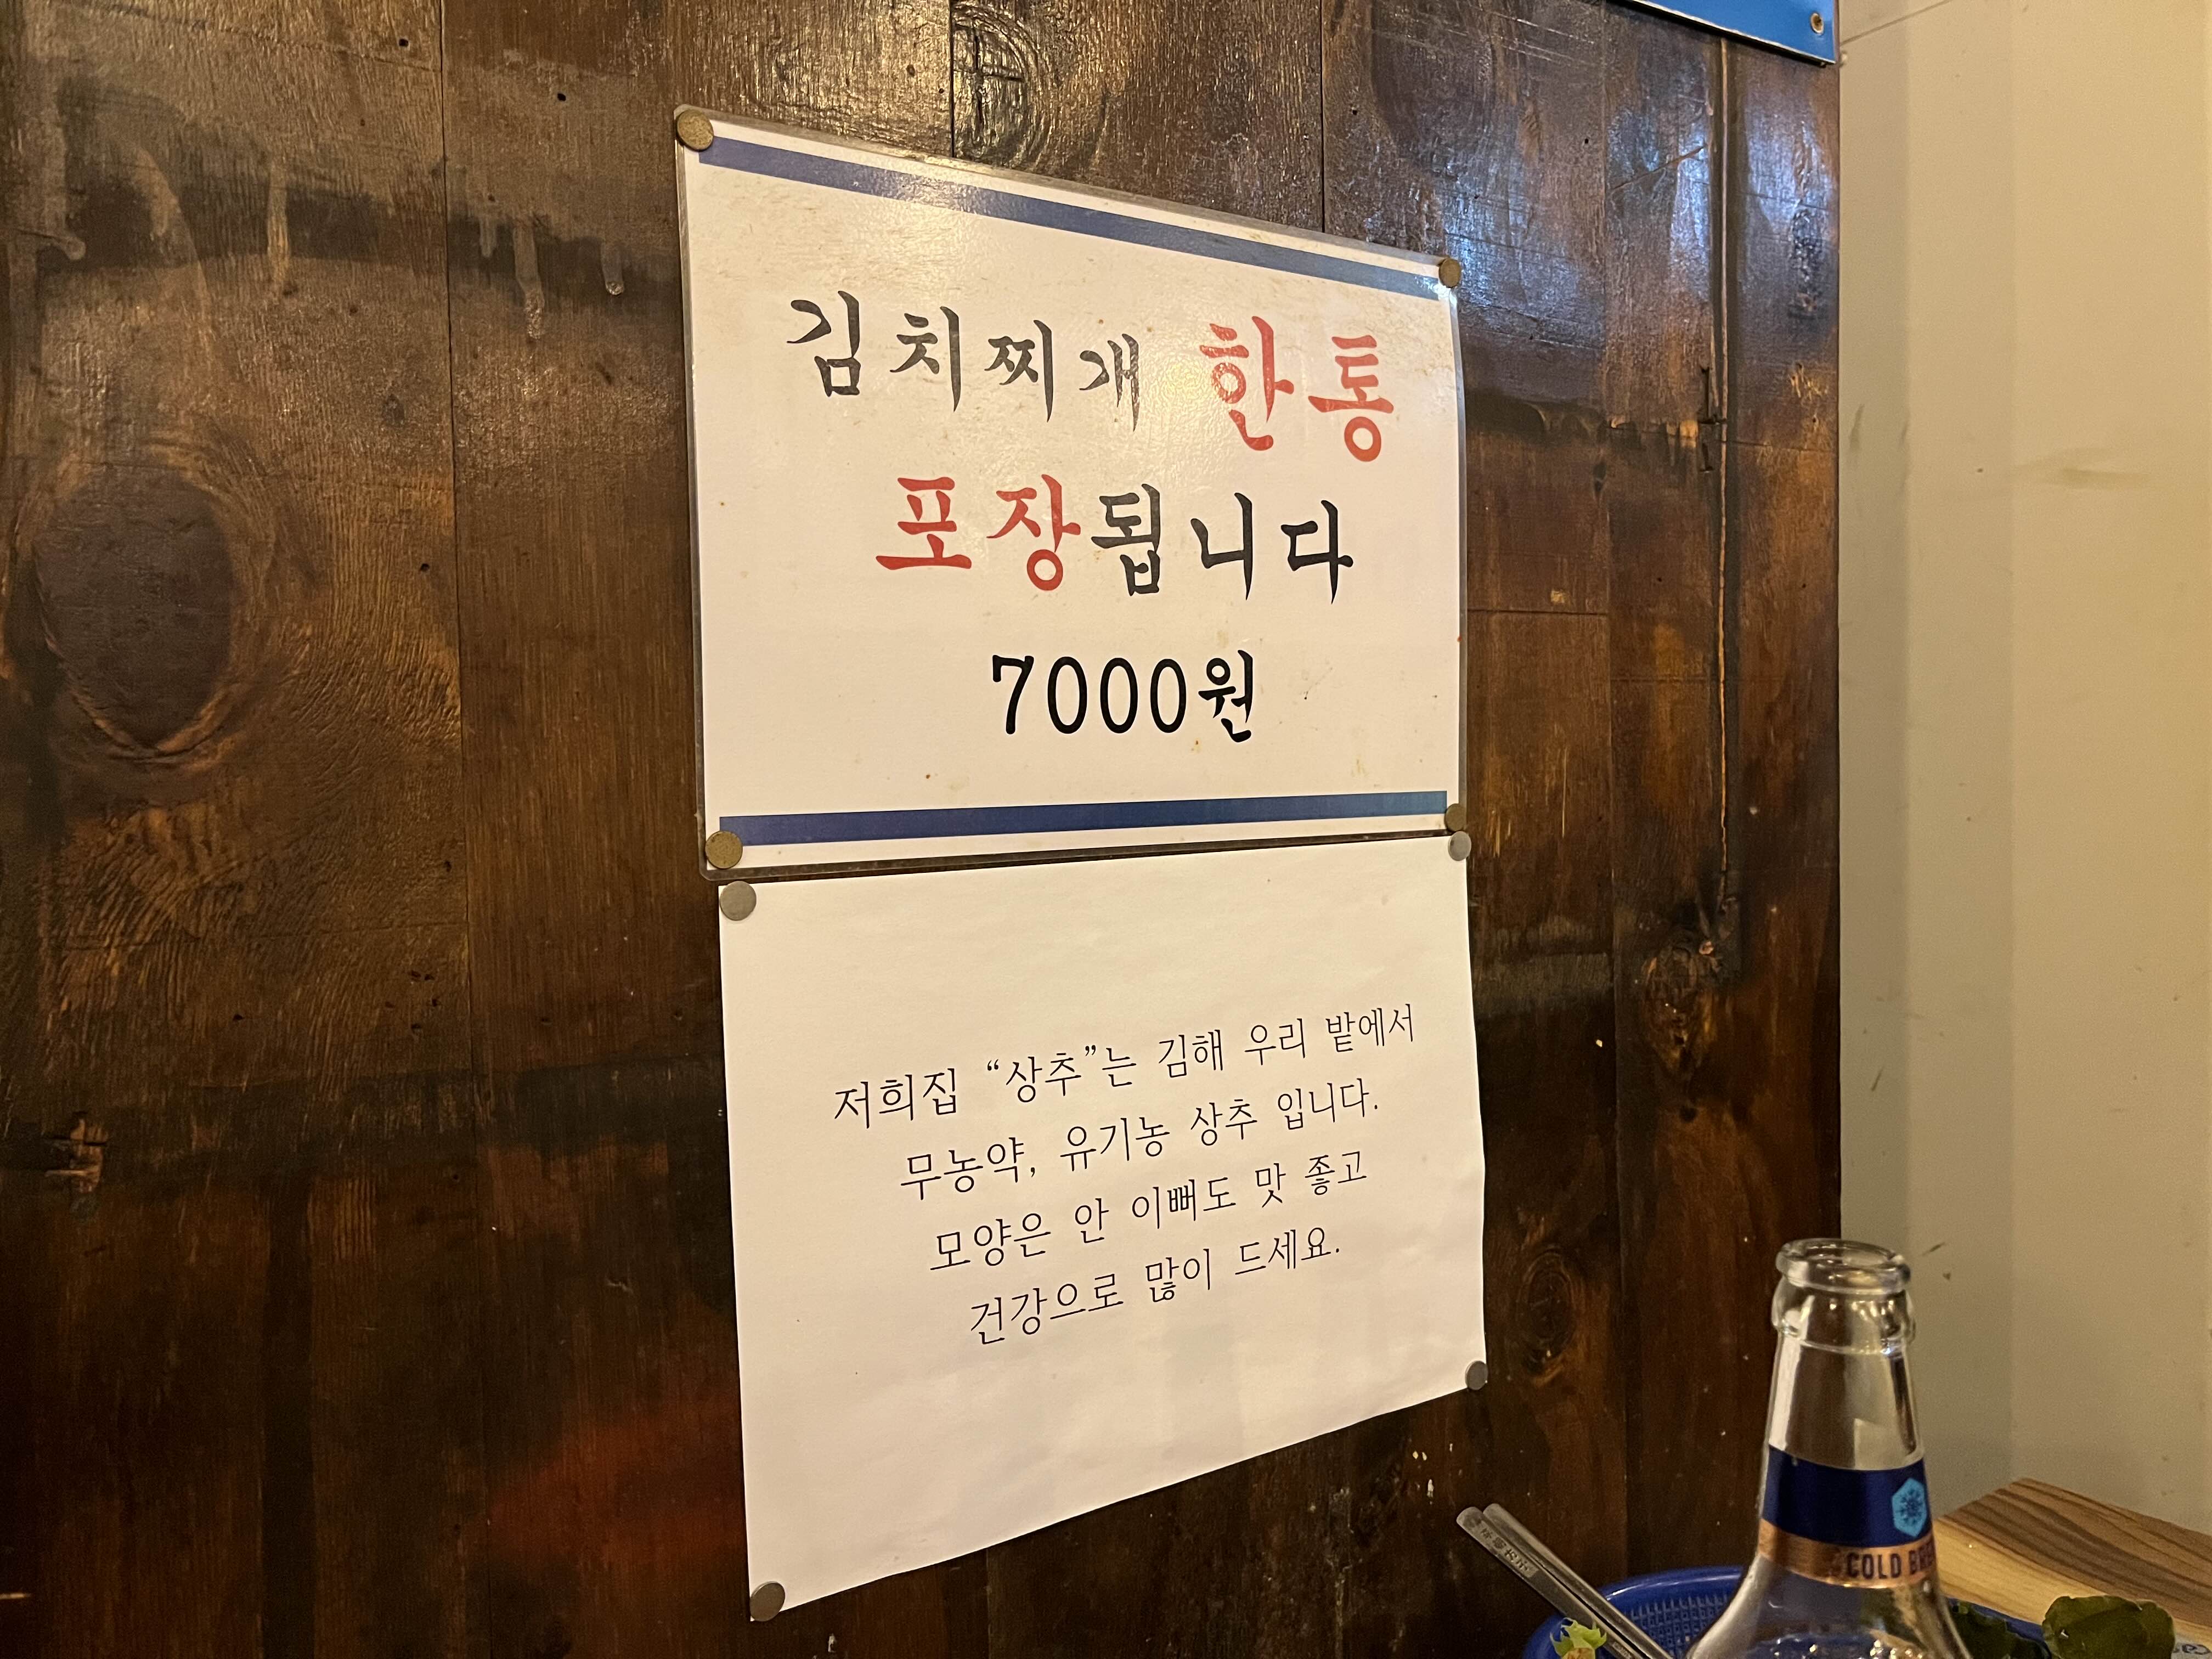 김치찌개 한통
포장됩니다
7000원
저희집 “상추”는 김해 우리 밭에서
무농약, 유기농 상추 입니다.
모양은 안 이뻐도 맛 좋고
건강으로 많이 드세요.
COLD